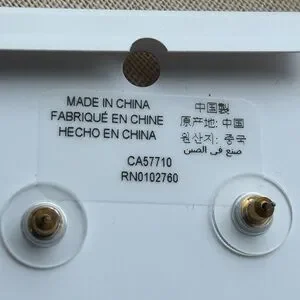 MADE IN CHINA
FABRIQUÉ EN CHINE
HECHO EN CHINA
中国製
原产地: 中国
원산지: 중국
صنع في الصين
CA57710
RN0102760